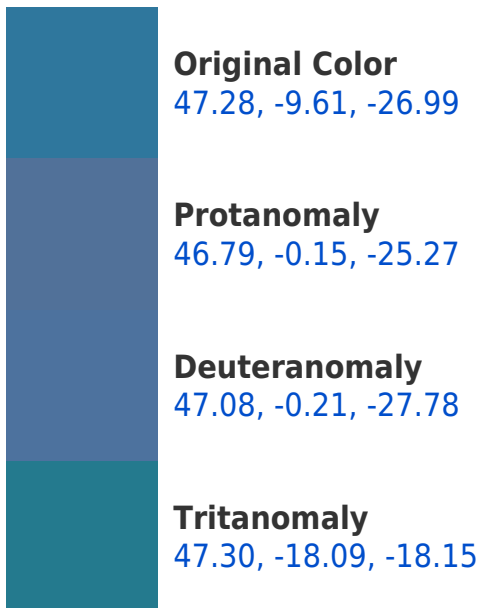 Original Color
47.28, -9.61, -26.99
Protanomaly
46.79, -0.15, -25.27
Deuteranomaly
47.08, -0.21, -27.78
Tritanomaly
47.30, -18.09, -18.15